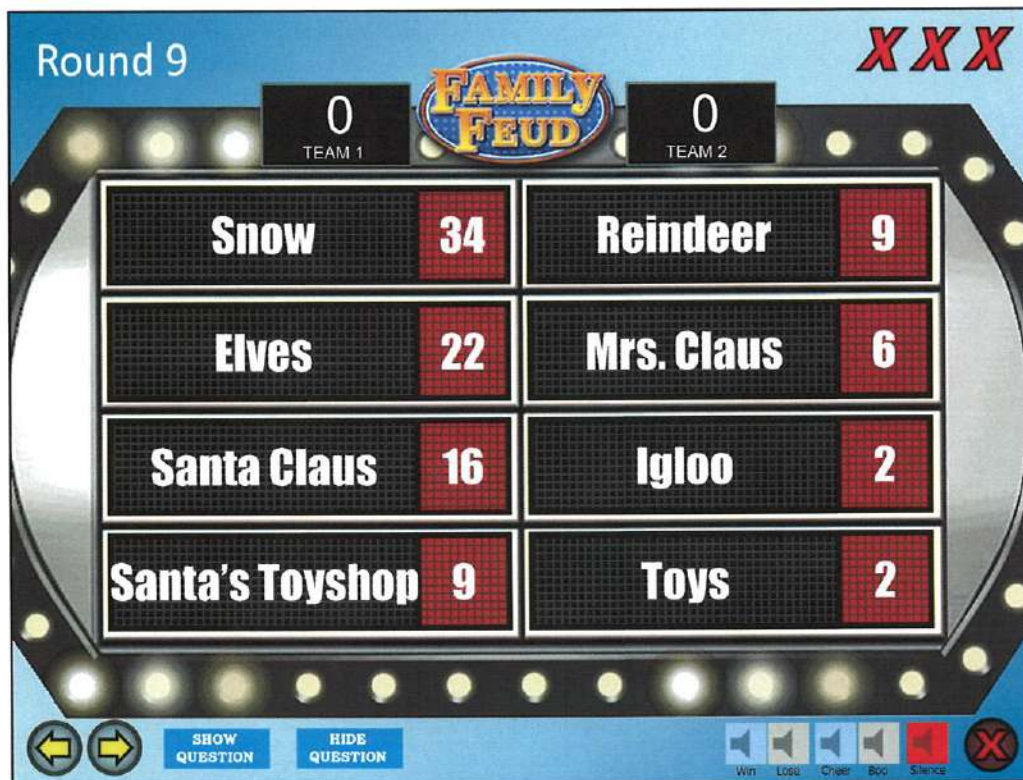 Round 9
X X X
FAMILY
FEUD
0
TEAM 1
0
TEAM 2
Snow 34
Elves 22
Santa Claus 16
Santa's Toyshop 9
Reindeer 9
Mrs. Claus 6
Igloo 2
Toys 2
SHOW
QUESTION
HIDE
QUESTION
Win Lose Cheer Boo Silence
X